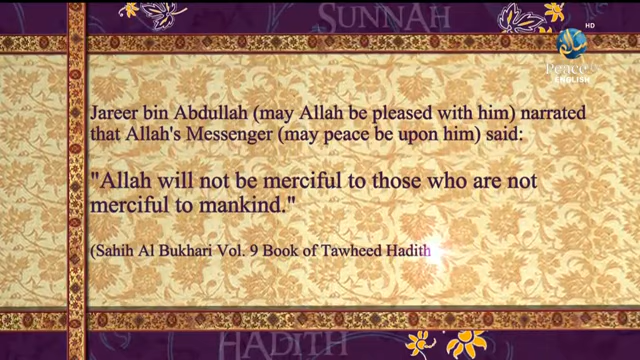 SUNNAH
HD
Peace
ENGLISH
Jareer bin Abdullah (may Allah be pleased with him) narrated
that Allah's Messenger (may peace be upon him) said:
"Allah will not be merciful to those who are not
merciful to mankind."
(Sahih Al Bukhari Vol. 9 Book of Tawheed Hadith
HADITH